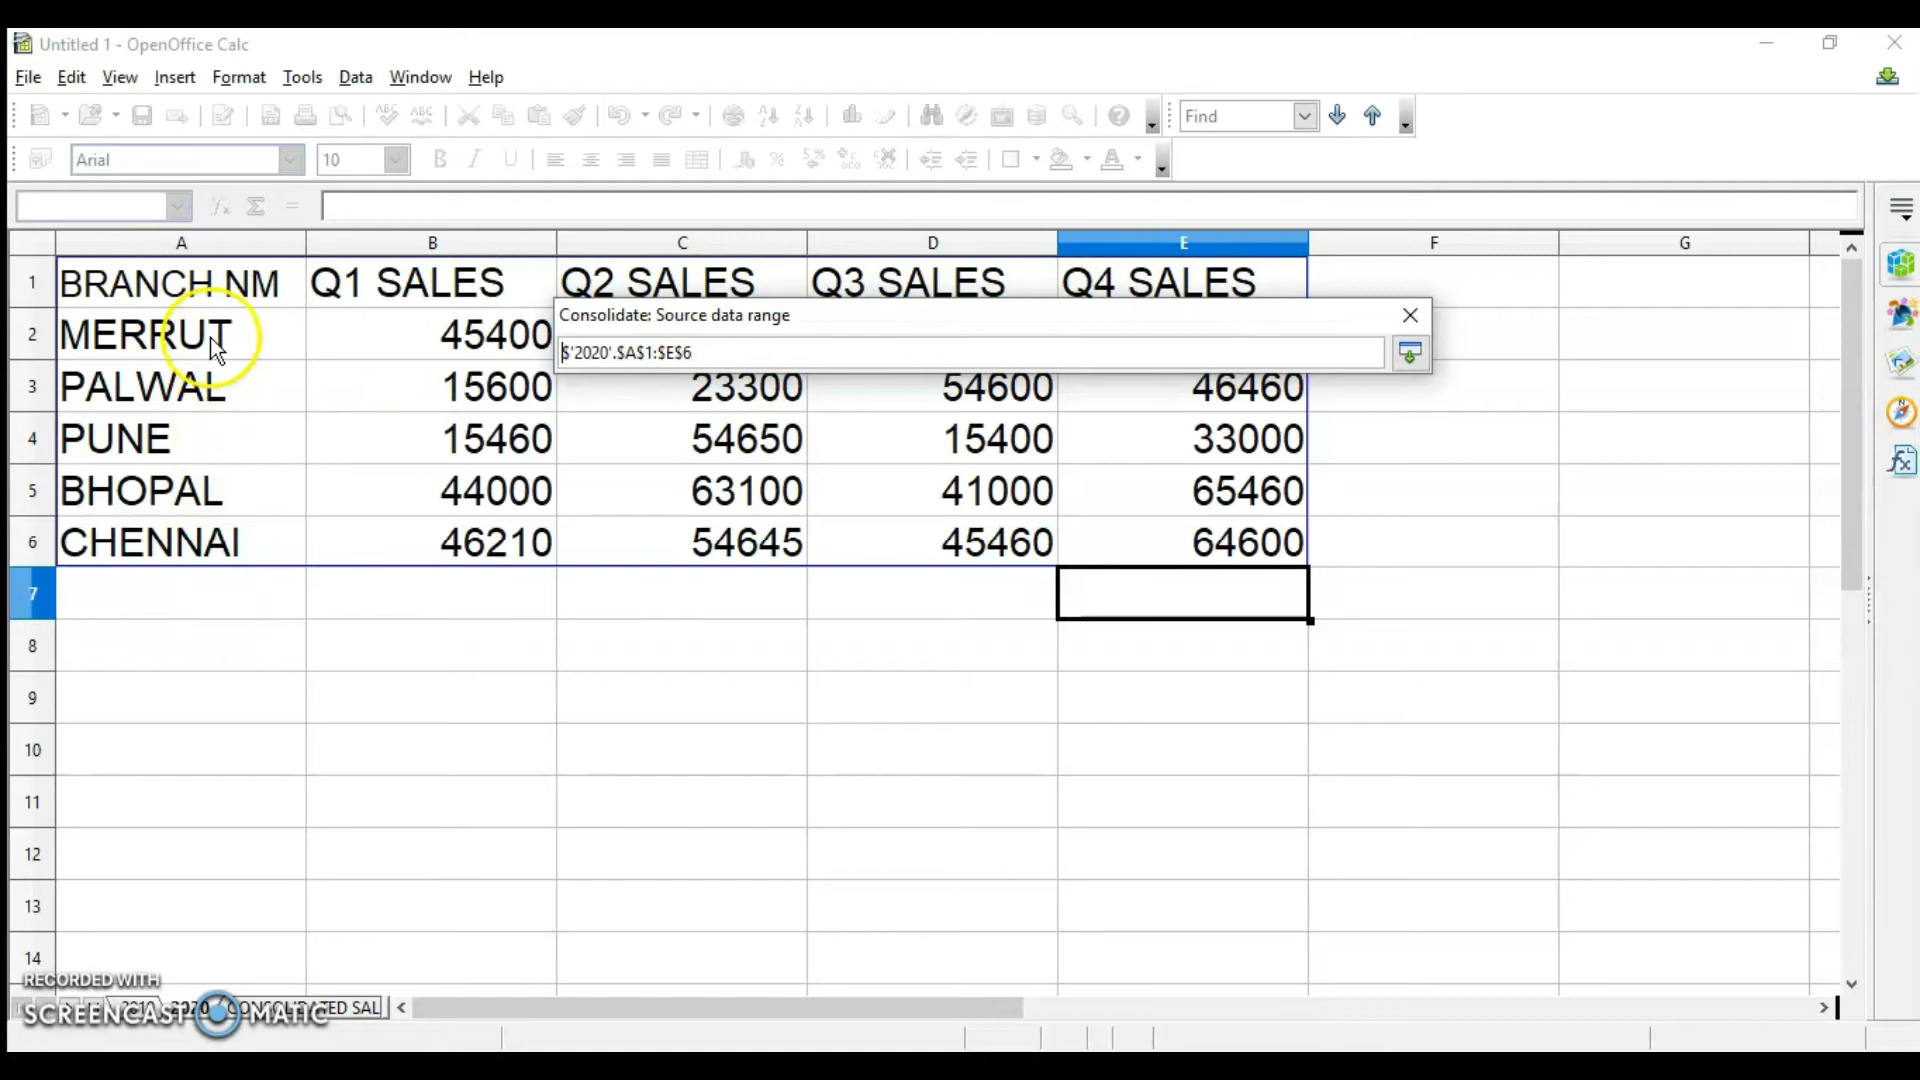 Untitled 1 - OpenOffice Calc
File Edit View Insert Format Tools Data Window Help
Find
Arial 10
A B C D E F G
1 BRANCH NM Q1 SALES Q2 SALES Q3 SALES Q4 SALES
Consolidate: Source data range
2 MERRUT 45400
$'2020'.$A$1:$E$6
3 PALWAL 15600 23300 54600 46460
4 PUNE 15460 54650 15400 33000
5 BHOPAL 44000 63100 41000 65460
6 CHENNAI 46210 54645 45460 64600
7
8
9
10
11
12
13
14
RECORDED WITH
2020 CONSOLIDATED SAL
SCREENCAST MATIC